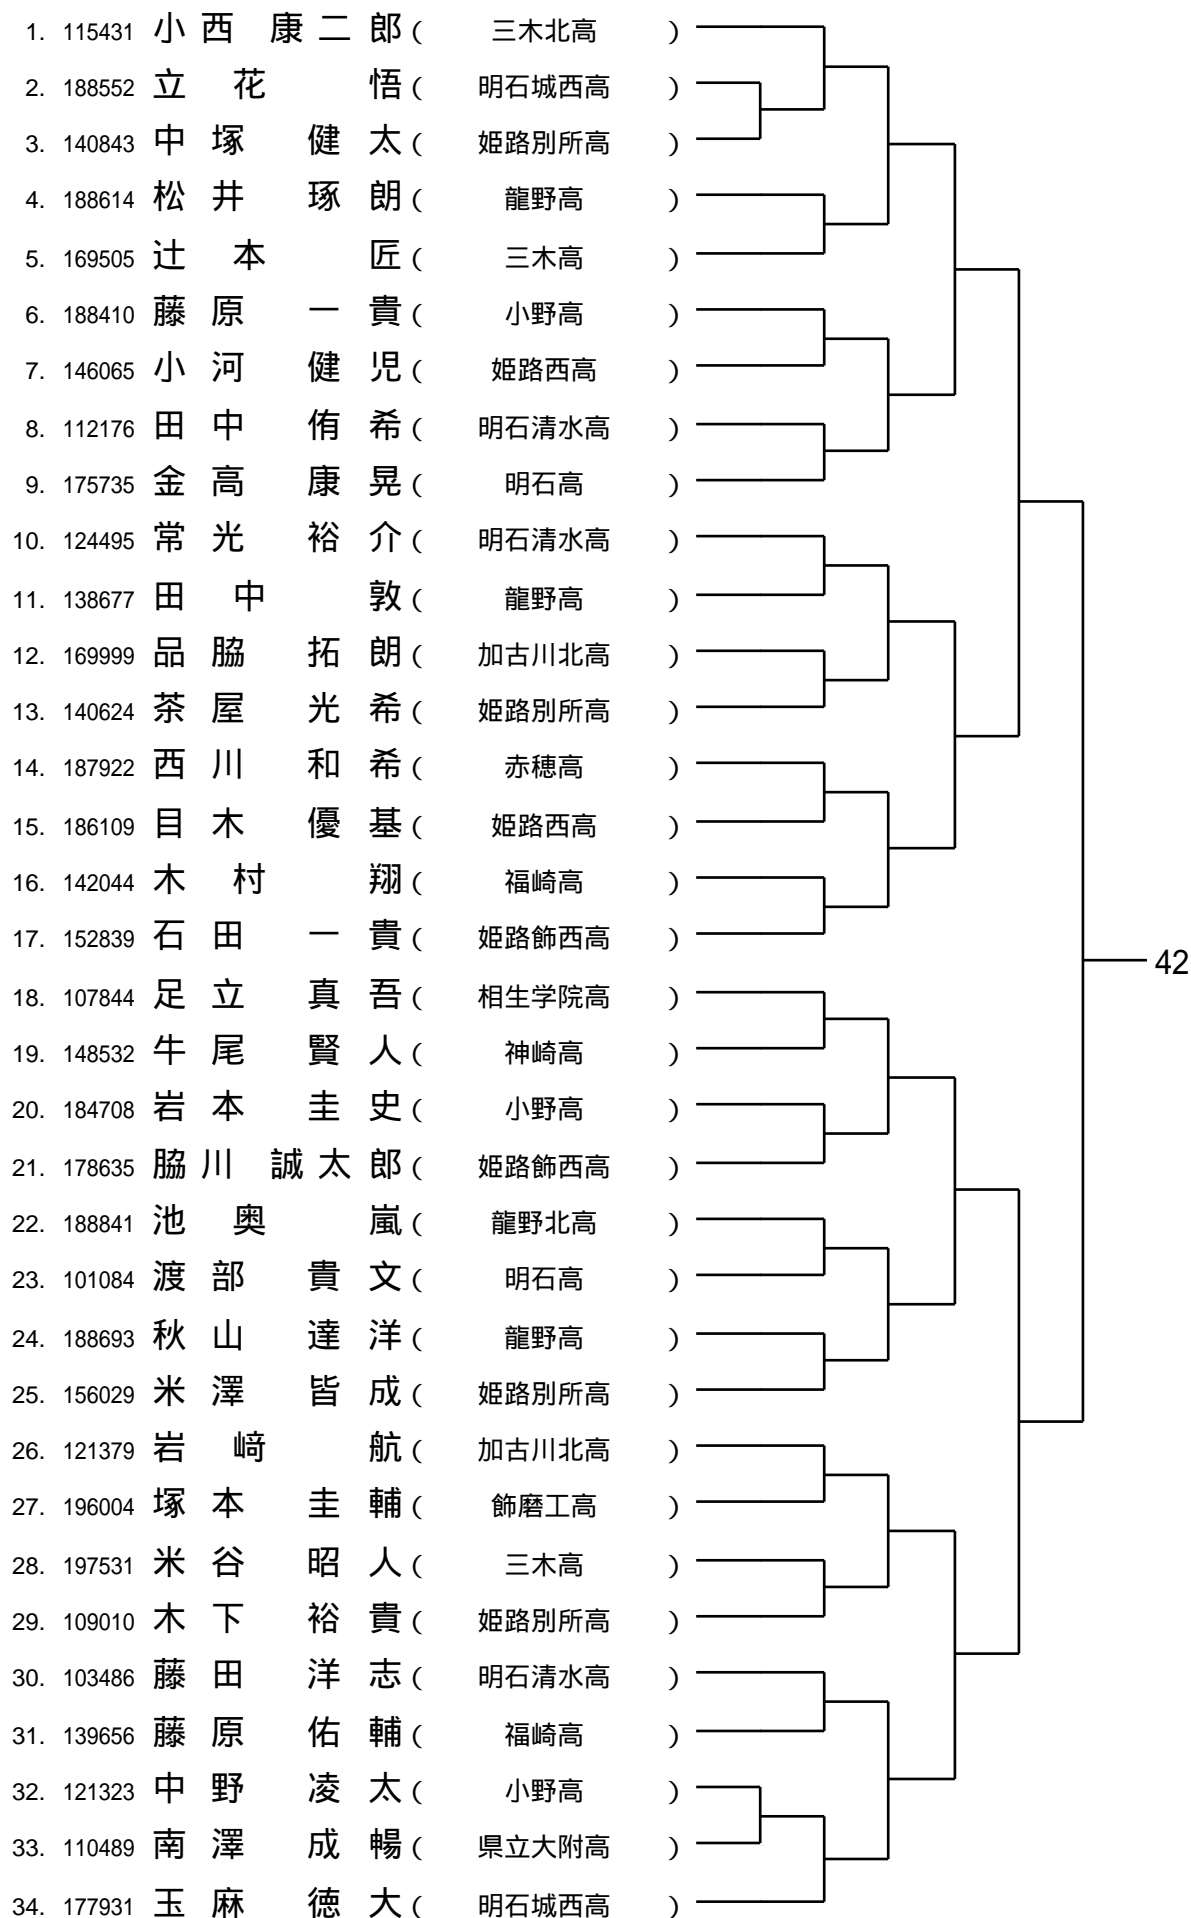 1. 115431 小西 康二郎 ( 三木北高 )
2. 188552 立花 悟 ( 明石城西高 )
3. 140843 中塚 健太 ( 姫路別所高 )
4. 188614 松井 琢朗 ( 龍野高 )
5. 169505 辻本 匠 ( 三木高 )
6. 188410 藤原 一貴 ( 小野高 )
7. 146065 小河 健児 ( 姫路西高 )
8. 112176 田中 侑希 ( 明石清水高 )
9. 175735 金高 康晃 ( 明石高 )
10. 124495 常光 裕介 ( 明石清水高 )
11. 138677 田中 敦 ( 龍野高 )
12. 169999 品脇 拓朗 ( 加古川北高 )
13. 140624 茶屋 光希 ( 姫路別所高 )
14. 187922 西川 和希 ( 赤穂高 )
15. 186109 目木 優基 ( 姫路西高 )
16. 142044 木村 翔 ( 福崎高 )
17. 152839 石田 一貴 ( 姫路飾西高 )
42
18. 107844 足立 真吾 ( 相生学院高 )
19. 148532 牛尾 賢人 ( 神崎高 )
20. 184708 岩本 圭史 ( 小野高 )
21. 178635 脇川 誠太郎 ( 姫路飾西高 )
22. 188841 池奥 嵐 ( 龍野北高 )
23. 101084 渡部 貴文 ( 明石高 )
24. 188693 秋山 達洋 ( 龍野高 )
25. 156029 米澤 皆成 ( 姫路別所高 )
26. 121379 岩﨑 航 ( 加古川北高 )
27. 196004 塚本 圭輔 ( 飾磨工高 )
28. 197531 米谷 昭人 ( 三木高 )
29. 109010 木下 裕貴 ( 姫路別所高 )
30. 103486 藤田 洋志 ( 明石清水高 )
31. 139656 藤原 佑輔 ( 福崎高 )
32. 121323 中野 凌太 ( 小野高 )
33. 110489 南澤 成暢 ( 県立大附高 )
34. 177931 玉麻 徳大 ( 明石城西高 )